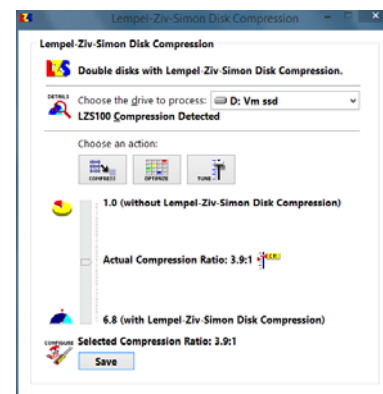 Lempel-Ziv-Simon Disk Compression
Lempel-Ziv-Simon Disk Compression
LZS Double disks with Lempel-Ziv-Simon Disk Compression.
DETAILS
Choose the drive to process: D: Vm ssd
LZS100 Compression Detected
Choose an action:
COMPRESS OPTIMIZE TUNE
1.0 (without Lempel-Ziv-Simon Disk Compression)
Actual Compression Ratio: 3.9:1
6.8 (with Lempel-Ziv-Simon Disk Compression)
CONFIGURE Selected Compression Ratio: 3.9:1
Save